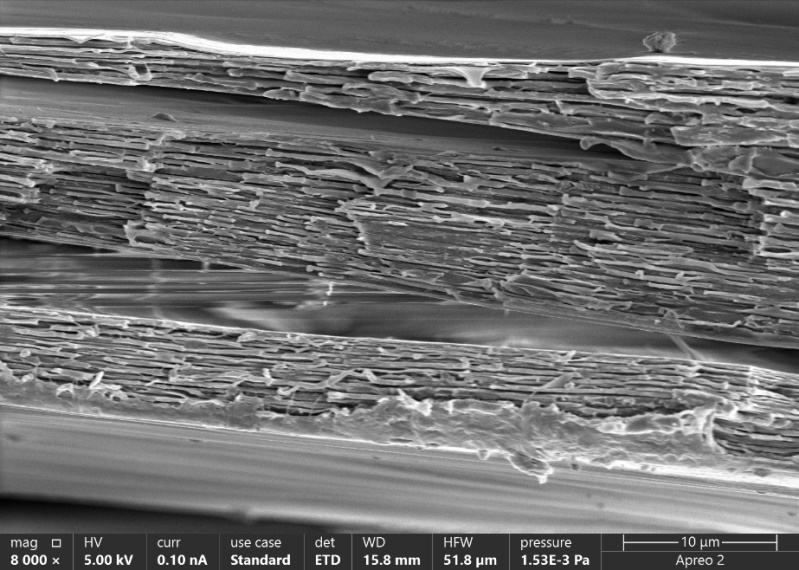 mag □ HV curr use case det WD HFW pressure 10 µm
8 000 × 5.00 kV 0.10 nA Standard ETD 15.8 mm 51.8 µm 1.53E-3 Pa Apreo 2